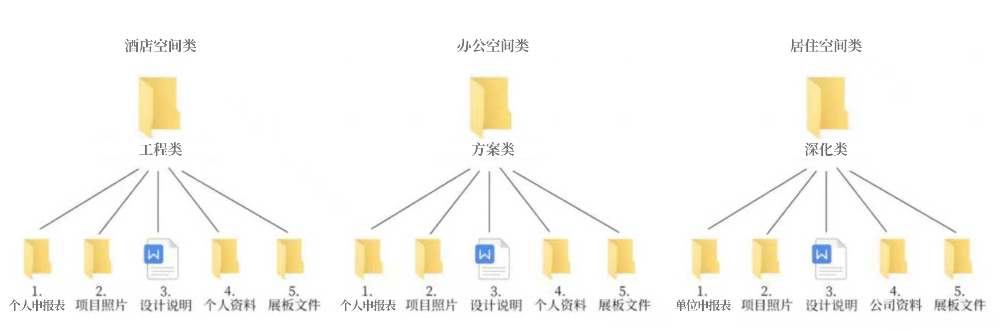 酒店空间类
办公空间类
居住空间类
工程类
方案类
深化类
W
W
W
1.
个人申报表
2.
项目照片
3.
设计说明
4.
个人资料
5.
展板文件
1.
个人申报表
2.
项目照片
3.
设计说明
4.
个人资料
5.
展板文件
1.
单位申报表
2.
项目照片
3.
设计说明
4.
公司资料
5.
展板文件